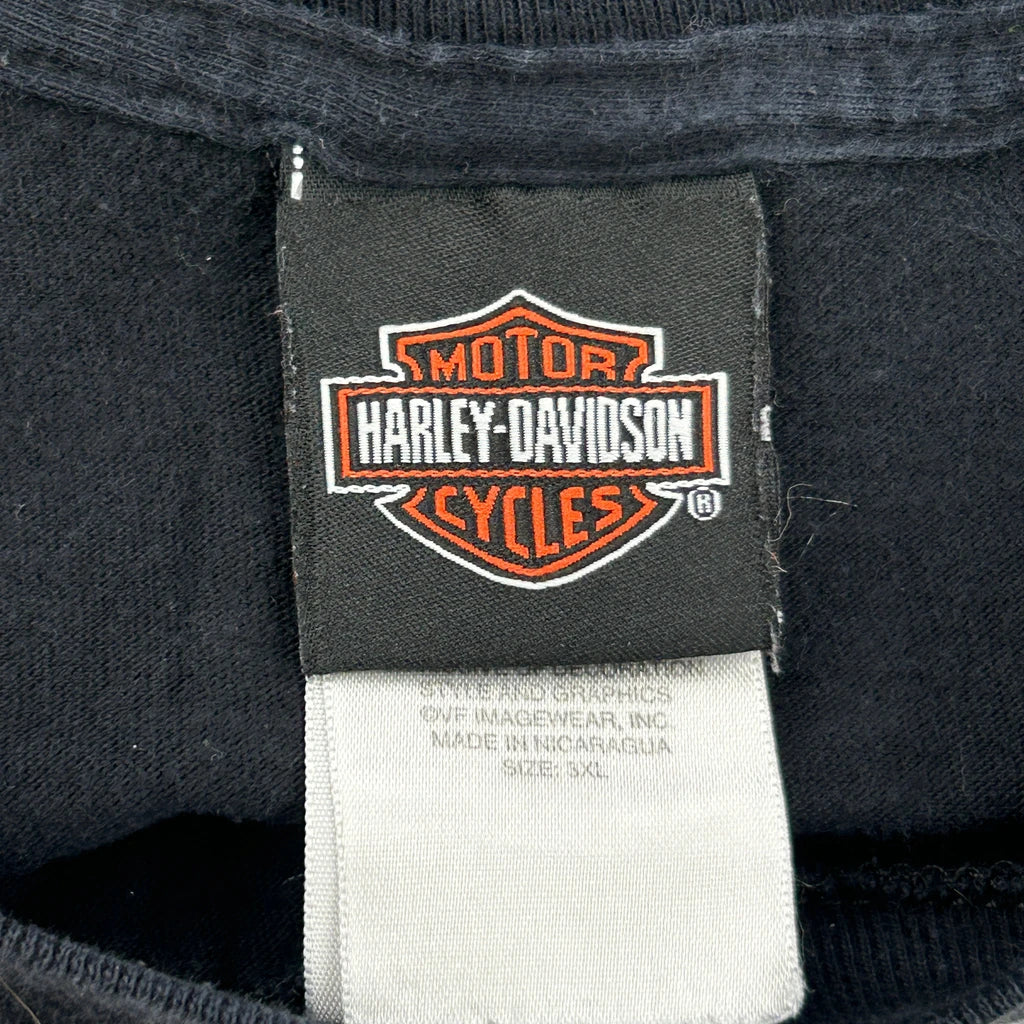 MOTOR
HARLEY-DAVIDSON
CYCLES
®
STYLE AND GRAPHICS
©VF IMAGEWEAR, INC.
MADE IN NICARAGUA
SIZE: 3XL